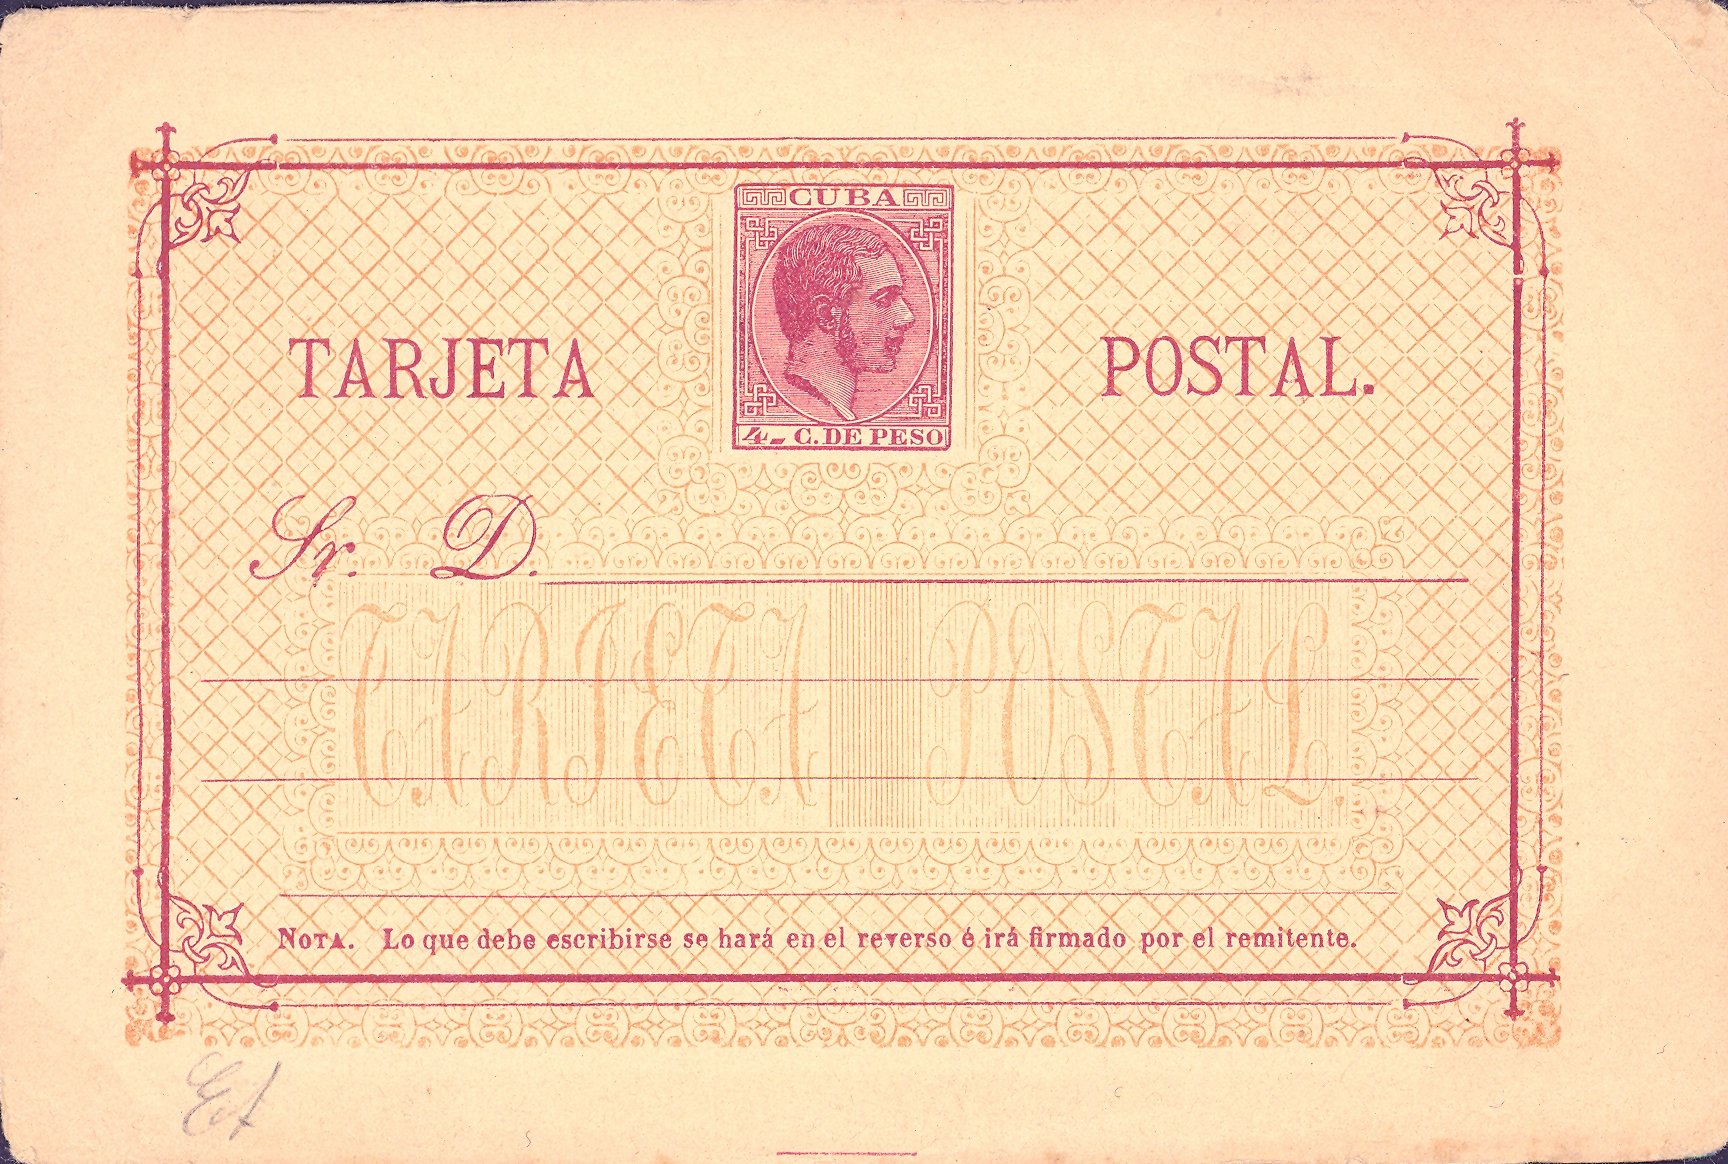 CUBA
TARJETA POSTAL.
4 C. DE PESO
Sr. D.
TARJETA POSTAL.
NOTA. Lo que debe escribirse se hará en el reverso é irá firmado por el remitente.